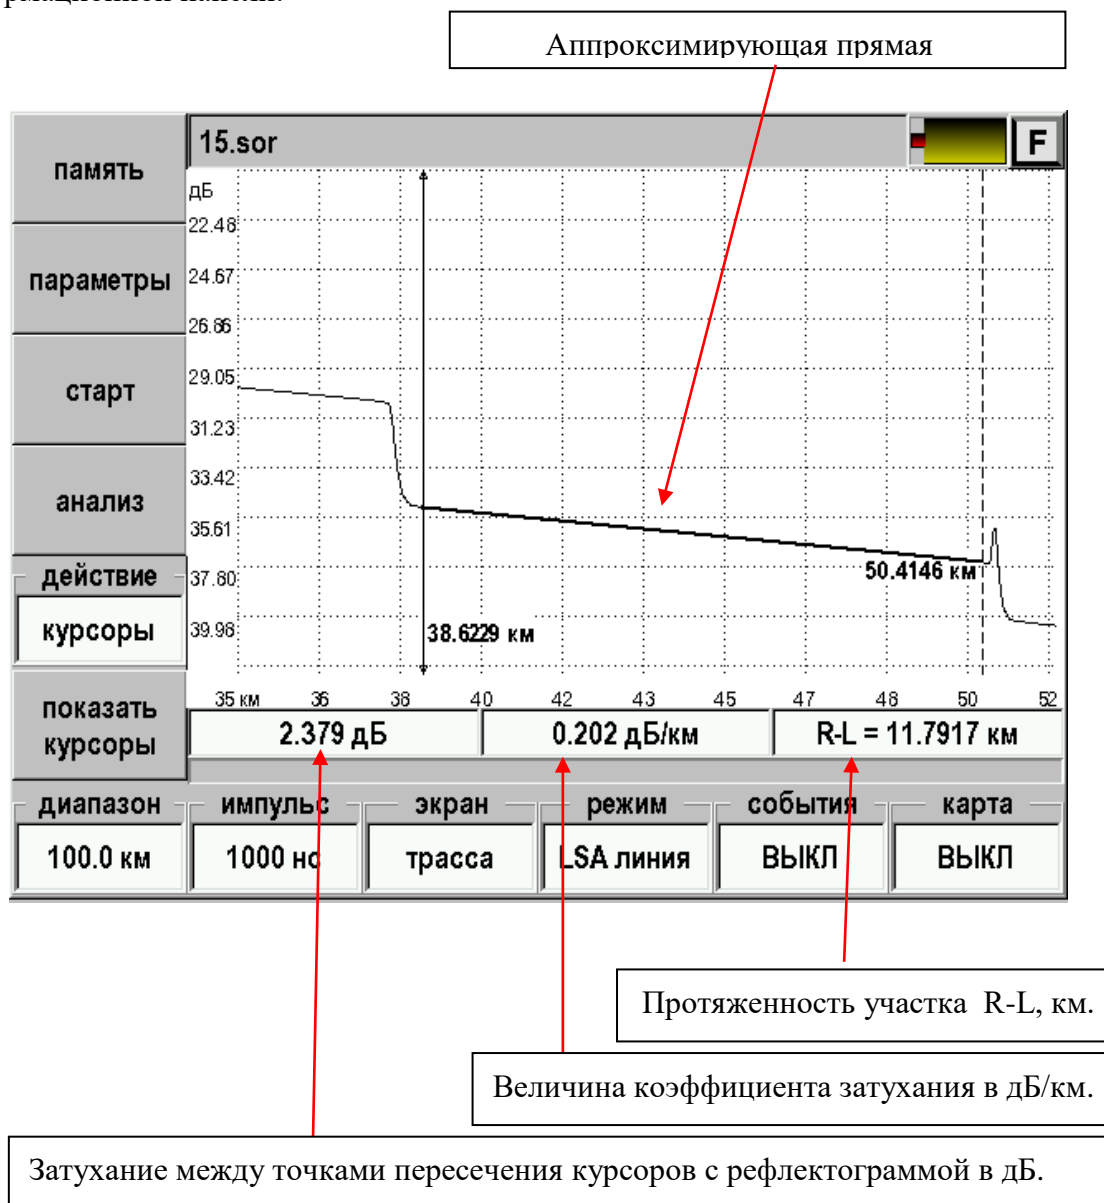 Аппроксимирующая прямая
15.sor
F
память
параметры
старт
анализ
действие
курсоры
показать
курсоры
дБ
22.48
24.67
26.86
29.05
31.23
33.42
35.61
37.80
39.98
50.4146 км
38.6229 км
35 км 36 38 40 42 43 45 47 48 50 52
2.379 дБ 0.202 дБ/км R-L = 11.7917 км
диапазон импульс экран режим события карта
100.0 км 1000 нс трасса LSA линия ВЫКЛ ВЫКЛ
Протяженность участка R-L, км.
Величина коэффициента затухания в дБ/км.
Затухание между точками пересечения курсоров с рефлектограммой в дБ.